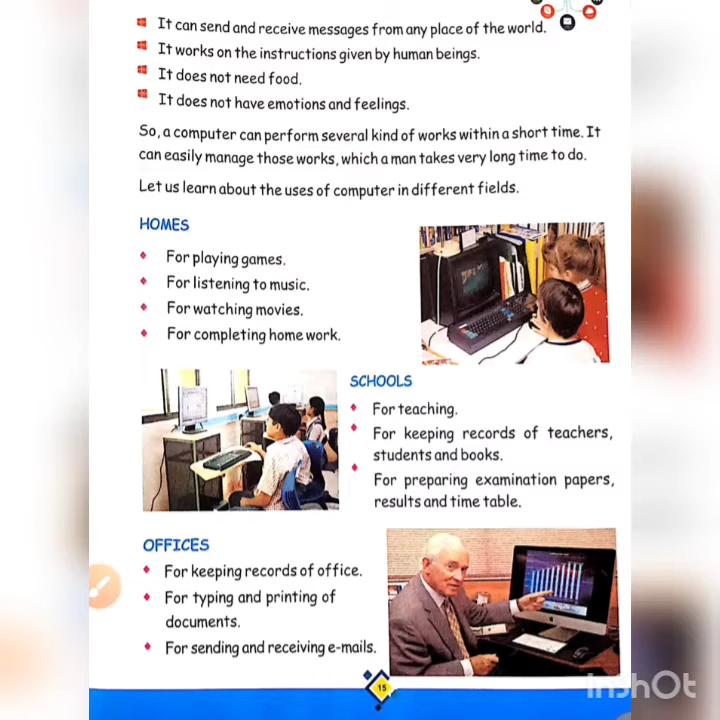 It can send and receive messages from any place of the world.
It works on the instructions given by human beings.
It does not need food.
It does not have emotions and feelings.
So, a computer can perform several kind of works within a short time. It
can easily manage those works, which a man takes very long time to do.
Let us learn about the uses of computer in different fields.
HOMES
For playing games.
For listening to music.
For watching movies.
For completing home work.
SCHOOLS
For teaching.
For keeping records of teachers,
students and books.
For preparing examination papers,
results and time table.
OFFICES
For keeping records of office.
For typing and printing of
documents.
For sending and receiving e-mails.
15
InShOt